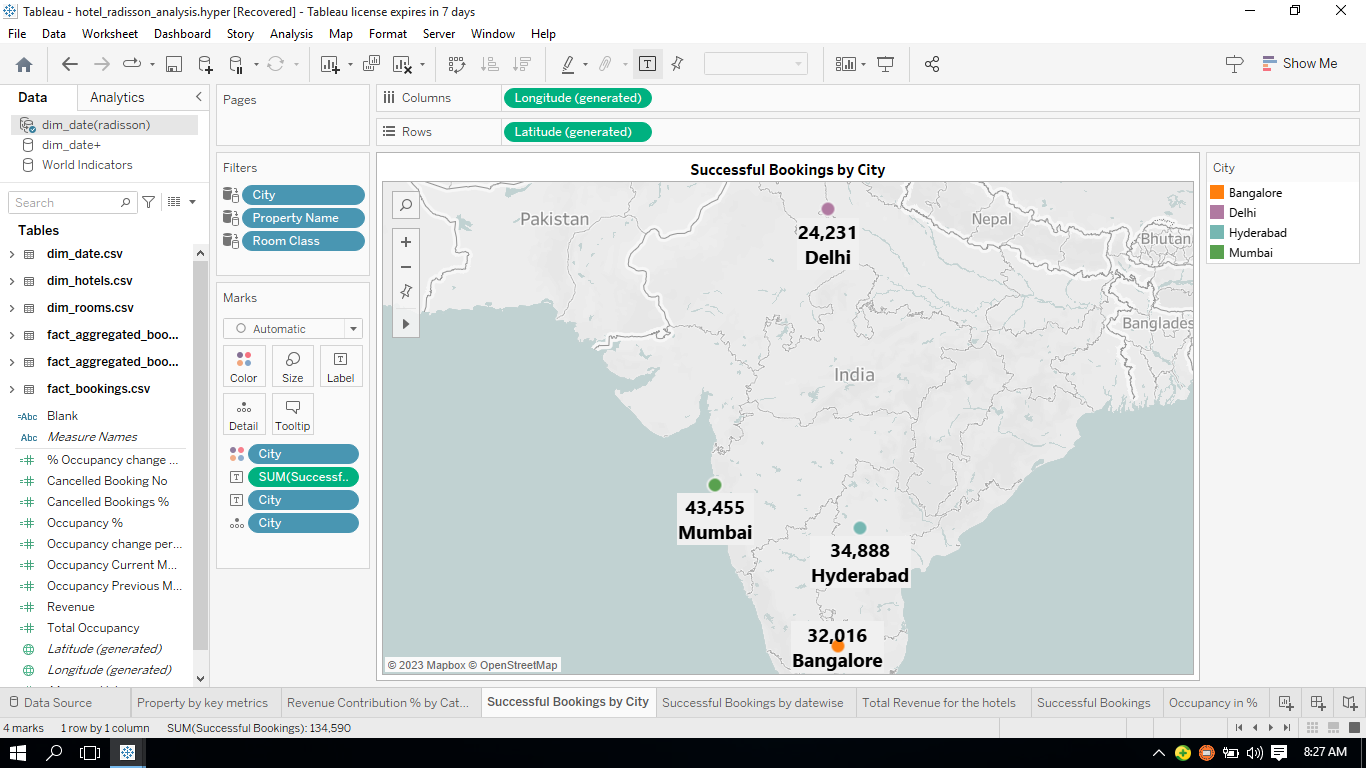 Tableau - hotel_radisson_analysis.hyper [Recovered] - Tableau license expires in 7 days
File Data Worksheet Dashboard Story Analysis Map Format Server Window Help
Show Me
Data Analytics
dim_date(radisson)
dim_date+
World Indicators
Search
Tables
dim_date.csv
dim_hotels.csv
dim_rooms.csv
fact_aggregated_boo...
fact_aggregated_boo...
fact_bookings.csv
=Abc Blank
Abc Measure Names
% Occupancy change ...
Cancelled Booking No
Cancelled Bookings %
Occupancy %
Occupancy change per...
Occupancy Current M...
Occupancy Previous M...
Revenue
Total Occupancy
Latitude (generated)
Longitude (generated)
Pages
Filters
City
Property Name
Room Class
Marks
Automatic
Color Size Label
Detail Tooltip
City
SUM(Successf..
City
City
Columns Longitude (generated)
Rows Latitude (generated)
Successful Bookings by City
Pakistan
Nepal
Bhutan
Banglades
India
24,231
Delhi
43,455
Mumbai
34,888
Hyderabad
32,016
Bangalore
© 2023 Mapbox © OpenStreetMap
City
Bangalore
Delhi
Hyderabad
Mumbai
Data Source Property by key metrics Revenue Contribution % by Cat... Successful Bookings by City Successful Bookings by datewise Total Revenue for the hotels Successful Bookings Occupancy in %
4 marks 1 row by 1 column SUM(Successful Bookings): 134,590
8:27 AM